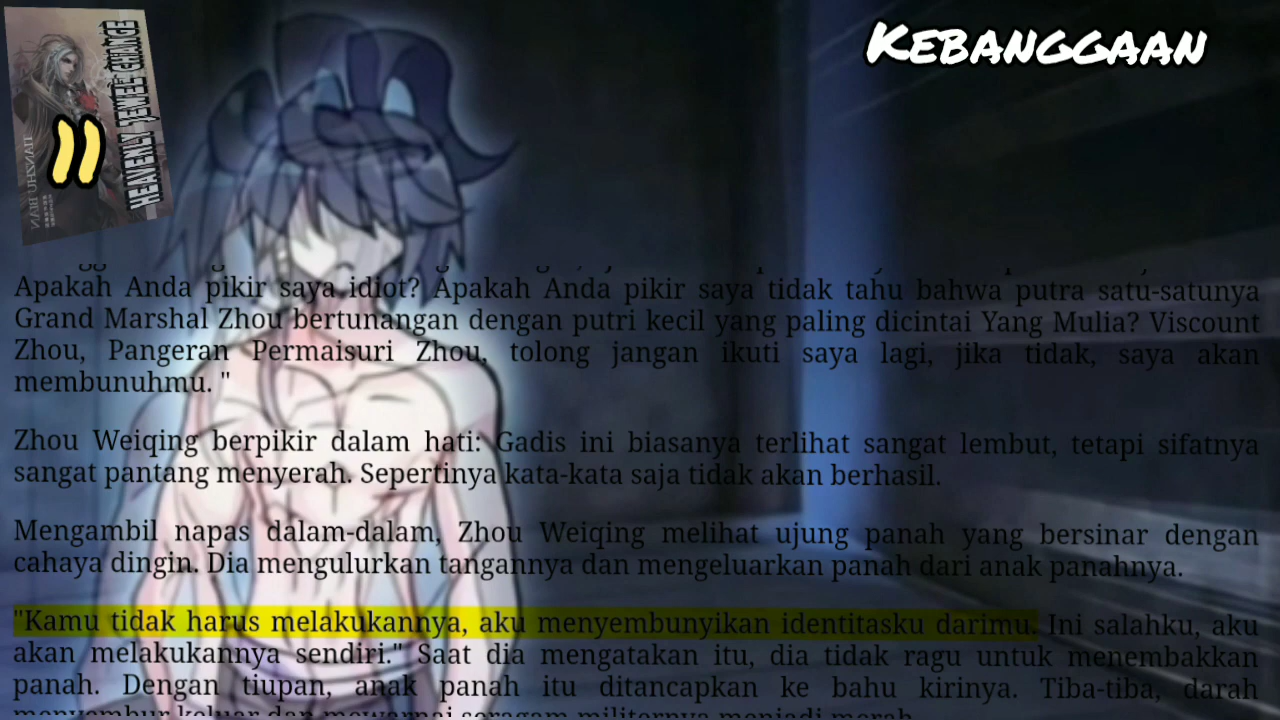 KEBANGGAAN
HEAVENLY JEWEL CHANGE
11
Apakah Anda pikir saya idiot? Apakah Anda pikir saya tidak tahu bahwa putra satu-satunya
Grand Marshal Zhou bertunangan dengan putri kecil yang paling dicintai Yang Mulia? Viscount
Zhou, Pangeran Permaisuri Zhou, tolong jangan ikuti saya lagi, jika tidak, saya akan
membunuhmu. "
Zhou Weiqing berpikir dalam hati: Gadis ini biasanya terlihat sangat lembut, tetapi sifatnya
sangat pantang menyerah. Sepertinya kata-kata saja tidak akan berhasil.
Mengambil napas dalam-dalam, Zhou Weiqing melihat ujung panah yang bersinar dengan
cahaya dingin. Dia mengulurkan tangannya dan mengeluarkan panah dari anak panahnya.
"Kamu tidak harus melakukannya, aku menyembunyikan identitasku darimu. Ini salahku, aku
akan melakukannya sendiri." Saat dia mengatakan itu, dia tidak ragu untuk menembakkan
panah. Dengan tiupan, anak panah itu ditancapkan ke bahu kirinya. Tiba-tiba, darah